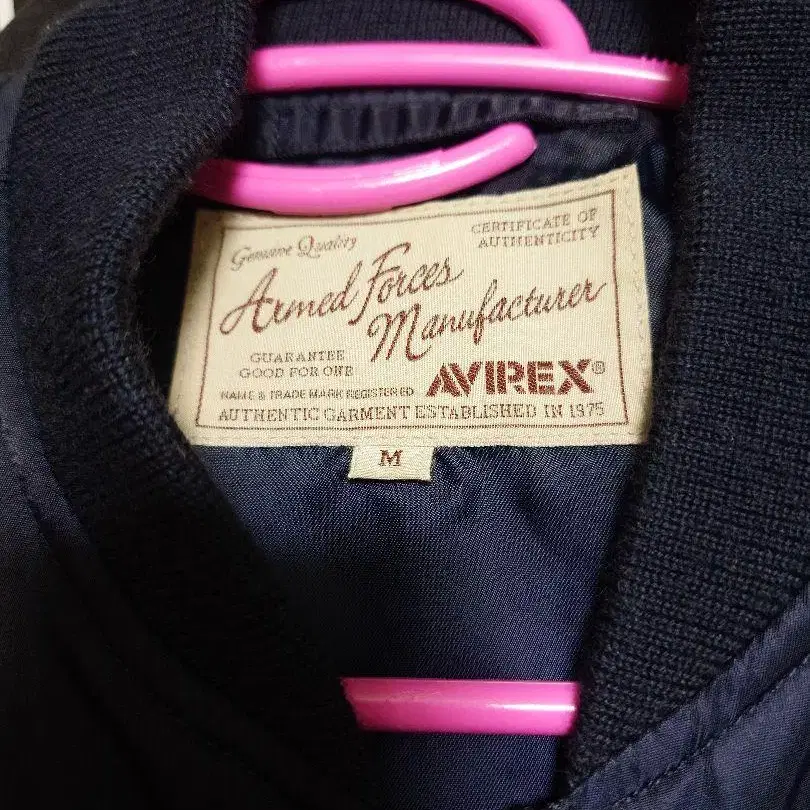 Genuine Quality
CERTIFICATE OF
AUTHENTICITY
Armed Forces
Manufacturer
GUARANTEE
GOOD FOR ONE
NAME & TRADE MARK REGISTERED
AVIREX®
AUTHENTIC GARMENT ESTABLISHED IN 1975
M